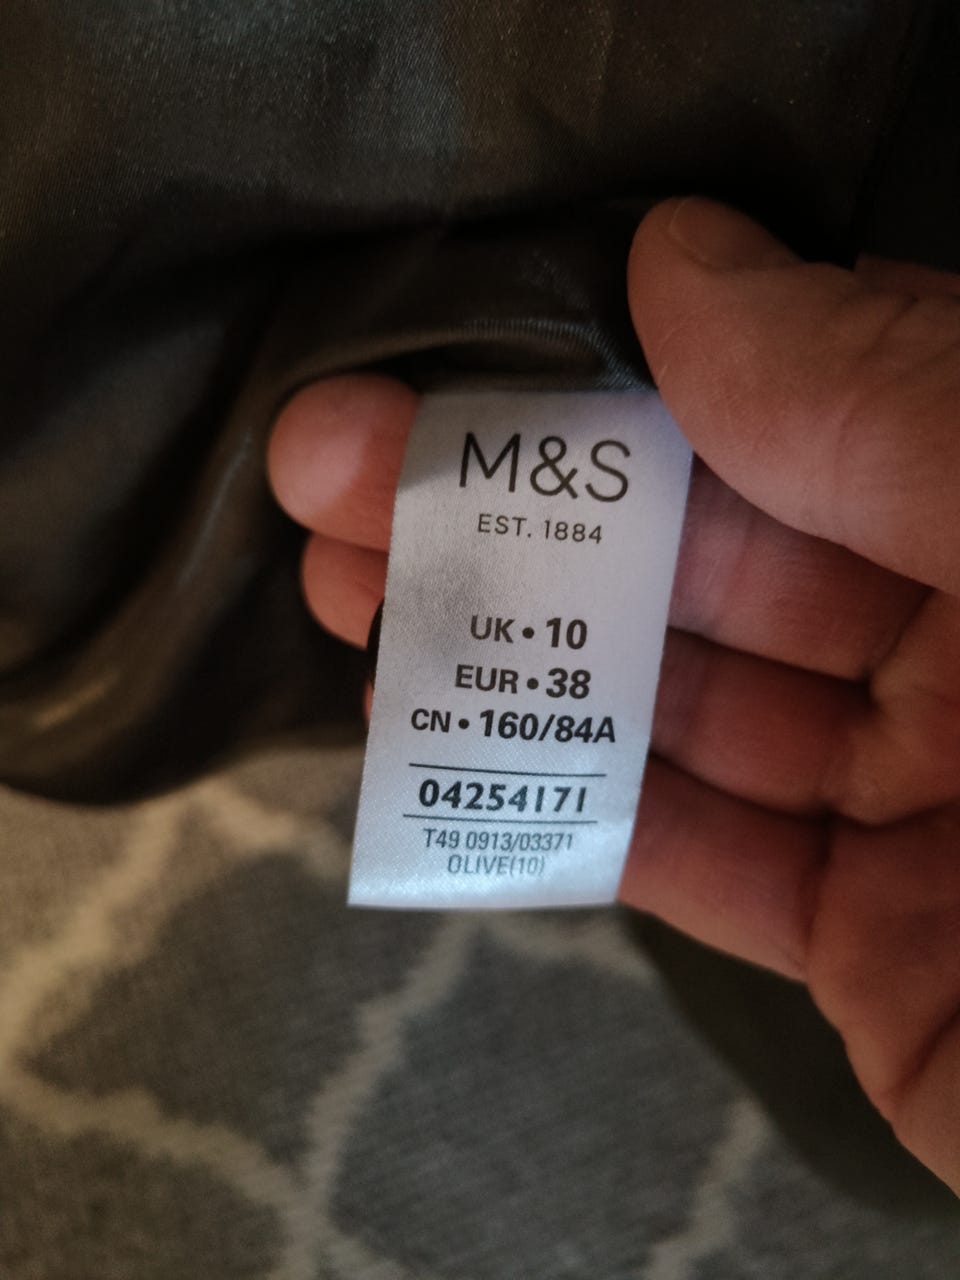 M&S
EST. 1884
UK • 10
EUR • 38
CN • 160/84A
04254171
T49 0913/03371
OLIVE(10)